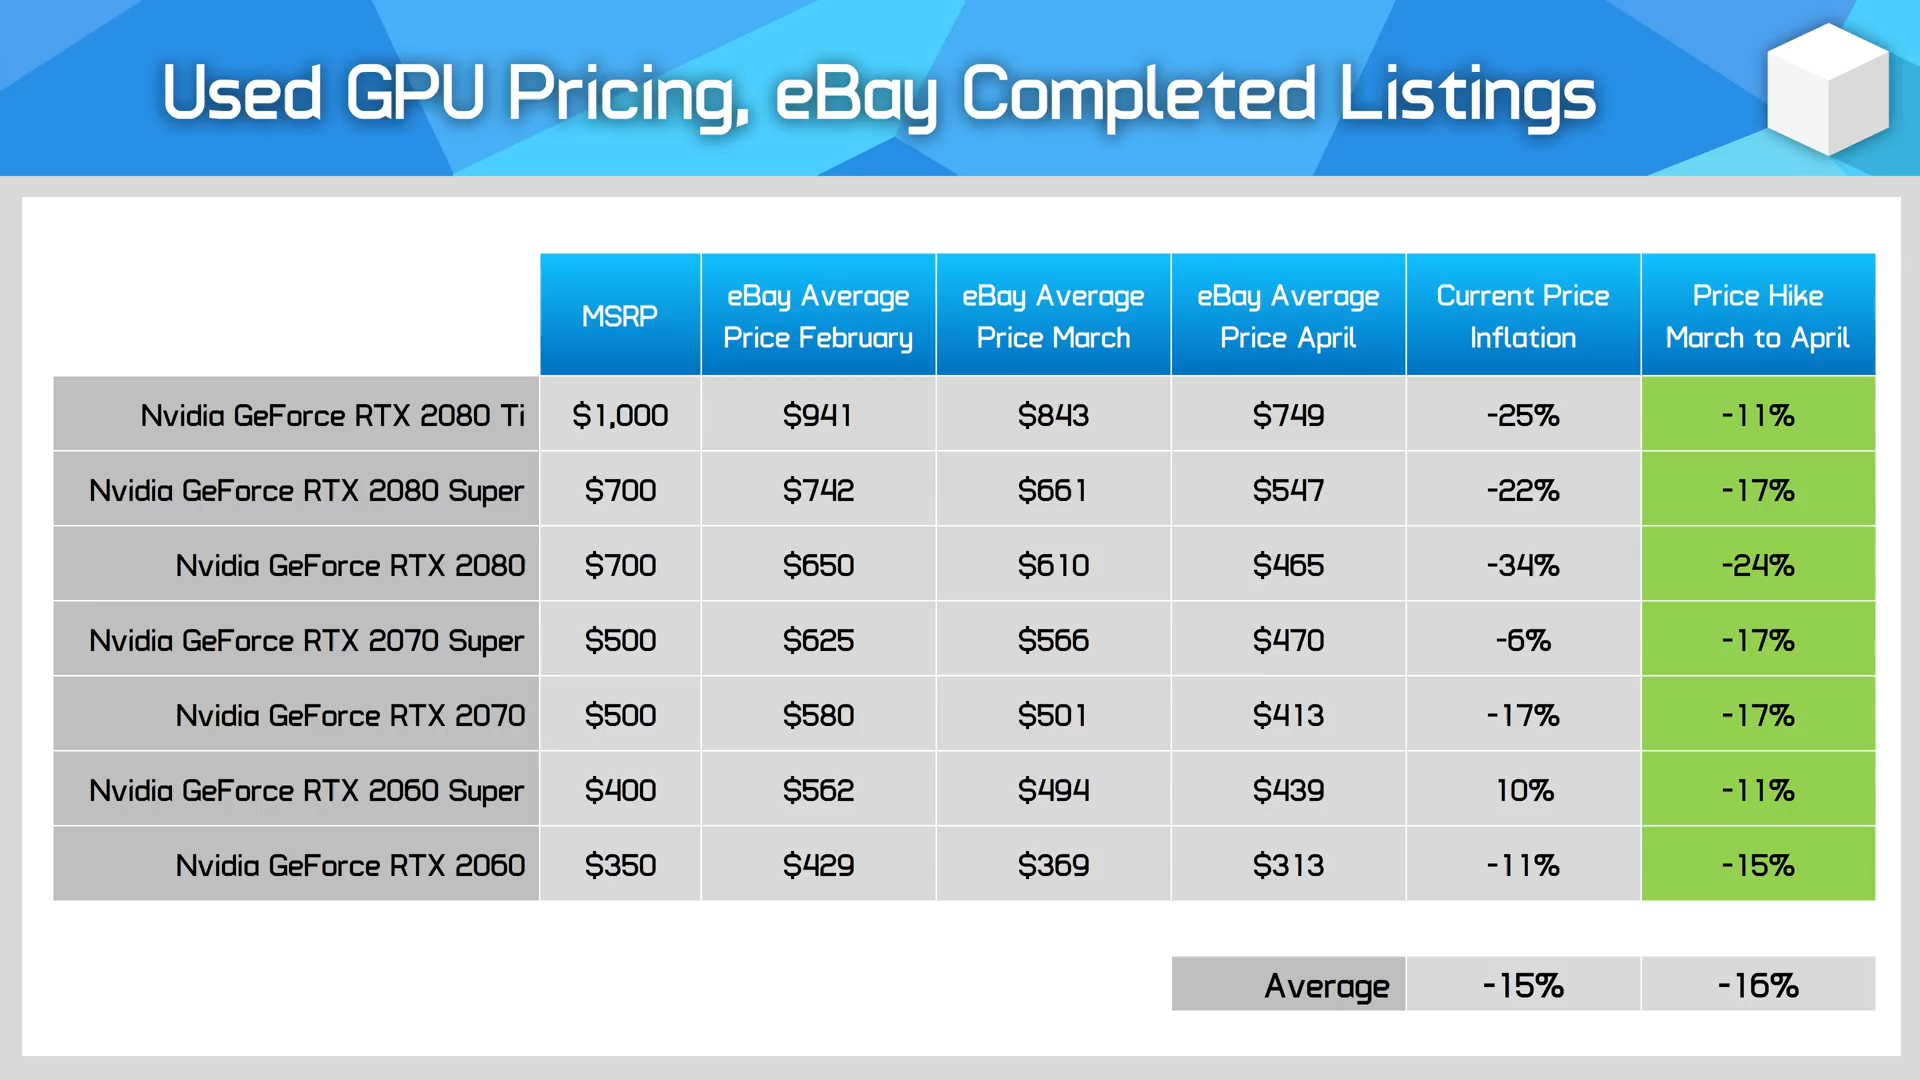 Used GPU Pricing, eBay Completed Listings
MSRP
eBay Average
Price February
eBay Average
Price March
eBay Average
Price April
Current Price
Inflation
Price Hike
March to April
Nvidia GeForce RTX 2080 Ti $1,000 $941 $843 $749 -25% -11%
Nvidia GeForce RTX 2080 Super $700 $742 $661 $547 -22% -17%
Nvidia GeForce RTX 2080 $700 $650 $610 $465 -34% -24%
Nvidia GeForce RTX 2070 Super $500 $625 $566 $470 -6% -17%
Nvidia GeForce RTX 2070 $500 $580 $501 $413 -17% -17%
Nvidia GeForce RTX 2060 Super $400 $562 $494 $439 10% -11%
Nvidia GeForce RTX 2060 $350 $429 $369 $313 -11% -15%
Average -15% -16%